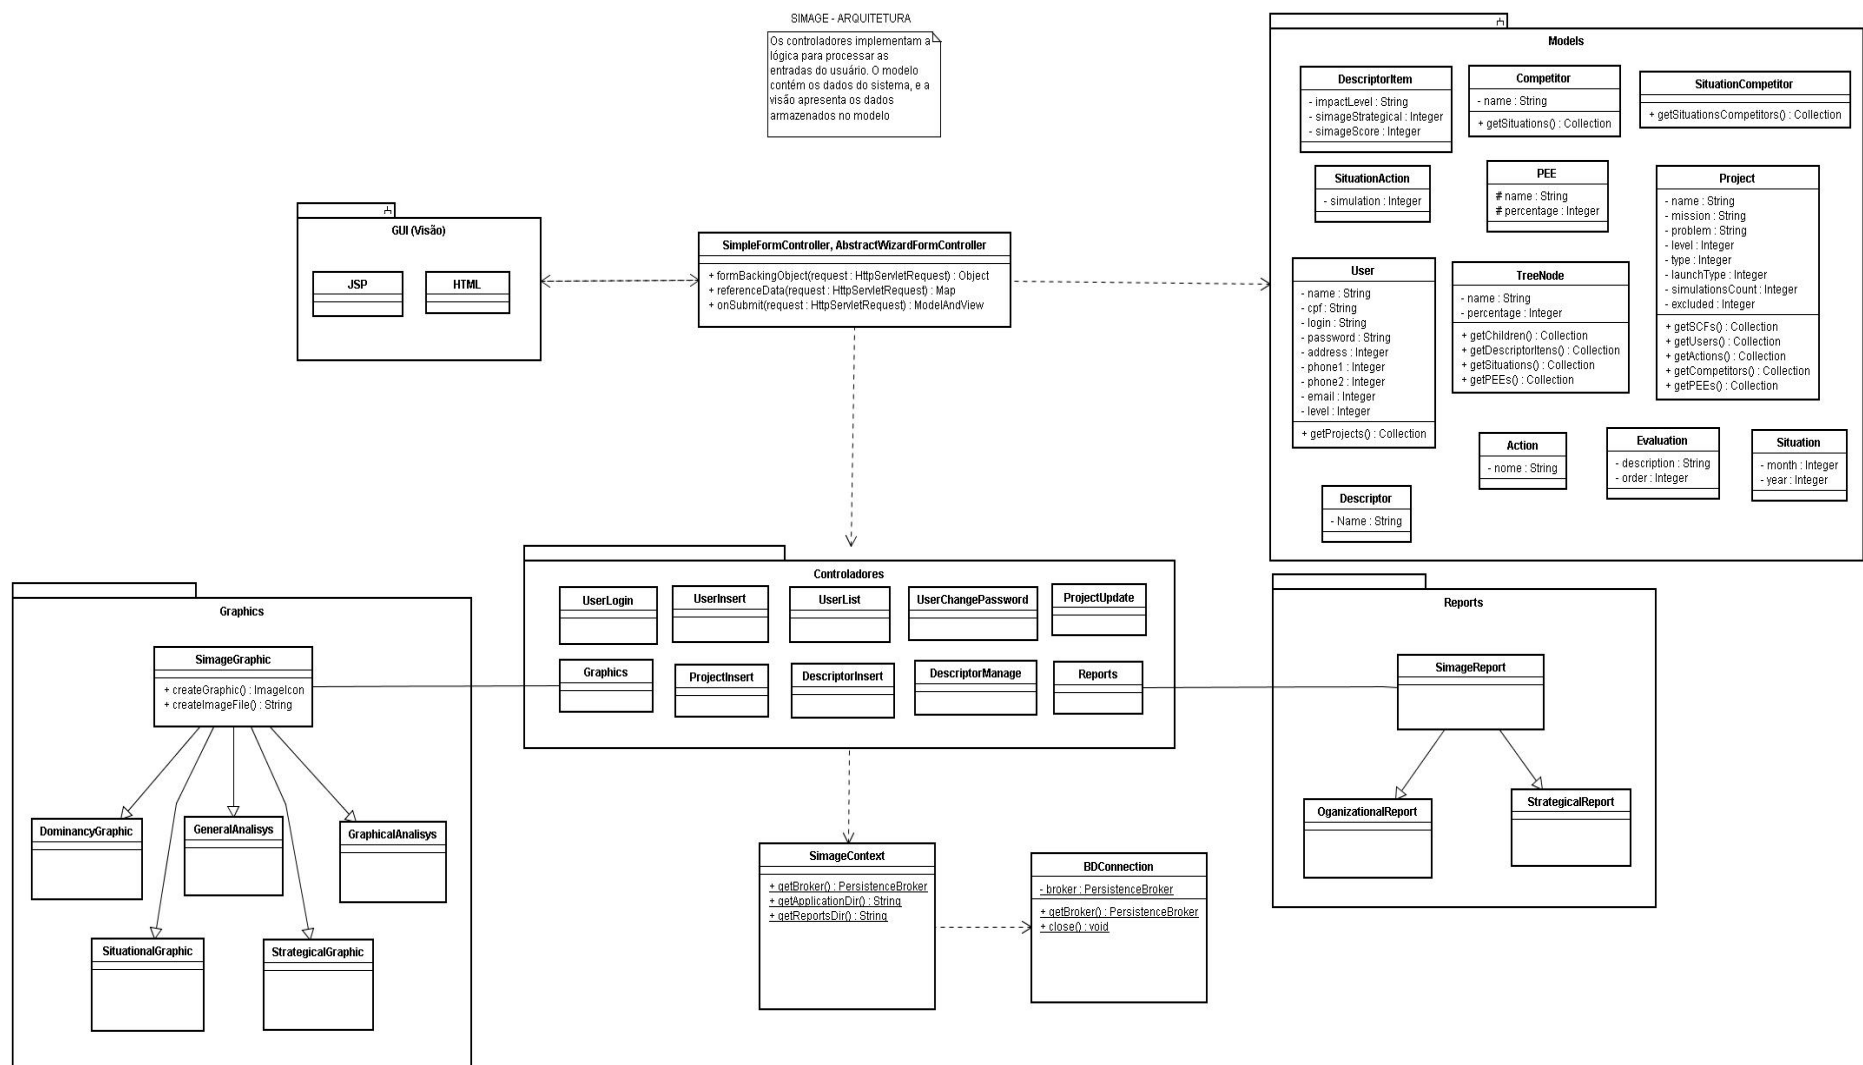 SIMAGE - ARQUITETURA
Os controladores implementam a
lógica para processar as
entradas do usuário. O modelo
contém os dados do sistema, e a
visão apresenta os dados
armazenados no modelo
GUI (Visão)
JSP
HTML
SimpleFormController, AbstractWizardFormController
+ formBackingObject(request : HttpServletRequest) : Object
+ referenceData(request : HttpServletRequest) : Map
+ onSubmit(request : HttpServletRequest) : ModelAndView
Models
DescriptorItem
- impactLevel : String
- simageStrategical : Integer
- simageScore : Integer
Competitor
- name : String
+ getSituations() : Collection
SituationCompetitor
+ getSituationsCompetitors() : Collection
SituationAction
- simulation : Integer
PEE
# name : String
# percentage : Integer
Project
- name : String
- mission : String
- problem : String
- level : Integer
- type : Integer
- launchType : Integer
- simulationsCount : Integer
- excluded : Integer
+ getSCFs() : Collection
+ getUsers() : Collection
+ getActions() : Collection
+ getCompetitors() : Collection
+ getPEEs() : Collection
User
- name : String
- cpf : String
- login : String
- password : String
- address : Integer
- phone1 : Integer
- phone2 : Integer
- email : Integer
- level : Integer
+ getProjects() : Collection
TreeNode
- name : String
- percentage : Integer
+ getChildren() : Collection
+ getDescriptorItens() : Collection
+ getSituations() : Collection
+ getPEEs() : Collection
Action
- nome : String
Evaluation
- description : String
- order : Integer
Situation
- month : Integer
- year : Integer
Descriptor
- Name : String
Controladores
UserLogin
UserInsert
UserList
UserChangePassword
ProjectUpdate
Graphics
ProjectInsert
DescriptorInsert
DescriptorManage
Reports
Graphics
SimageGraphic
+ createGraphic() : ImageIcon
+ createImageFile() : String
DominancyGraphic
GeneralAnalisys
GraphicalAnalisys
SituationalGraphic
StrategicalGraphic
Reports
SimageReport
OganizationalReport
StrategicalReport
SimageContext
+ getBroker() : PersistenceBroker
+ getApplicationDir() : String
+ getReportsDir() : String
BDConnection
- broker : PersistenceBroker
+ getBroker() : PersistenceBroker
+ close() : void